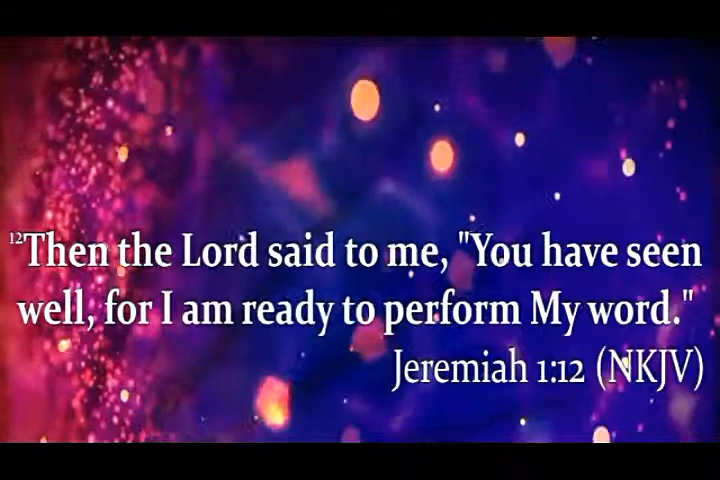 12Then the Lord said to me, "You have seen
well, for I am ready to perform My word."
Jeremiah 1:12 (NKJV)